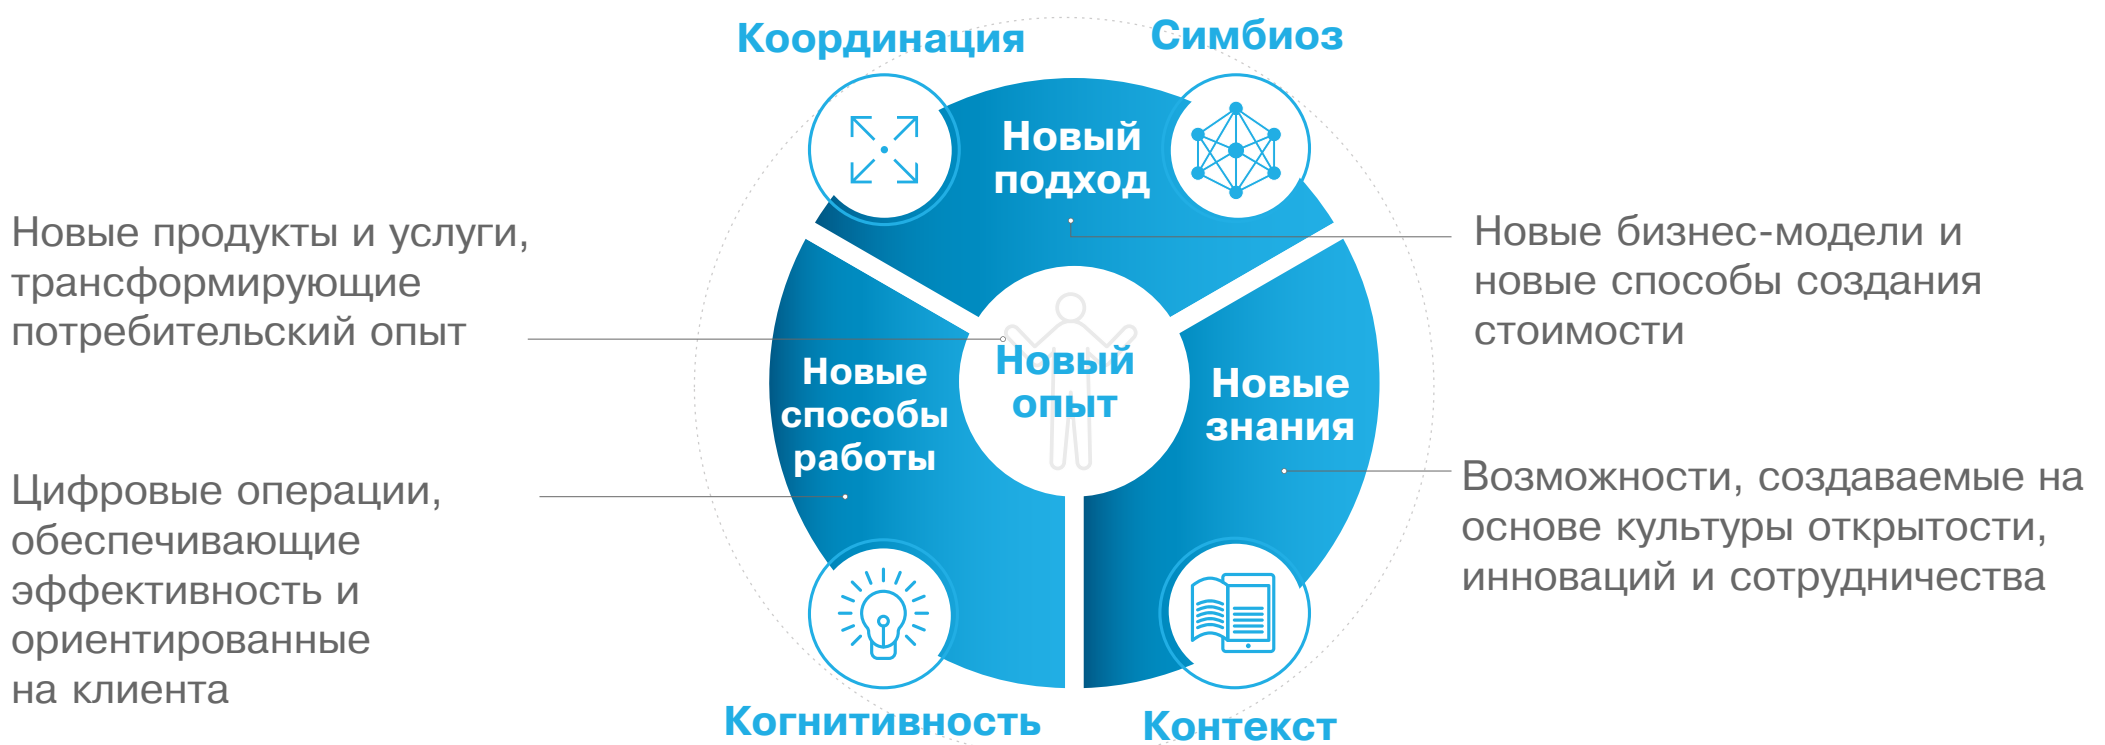 Координация
Симбиоз
Новый
подход
Новые продукты и услуги,
трансформирующие
потребительский опыт
Новые бизнес-модели и
новые способы создания
стоимости
Новый
опыт
Новые
способы
работы
Новые
знания
Цифровые операции,
обеспечивающие
эффективность и
ориентированные
на клиента
Возможности, создаваемые на
основе культуры открытости,
инноваций и сотрудничества
Когнитивность
Контекст